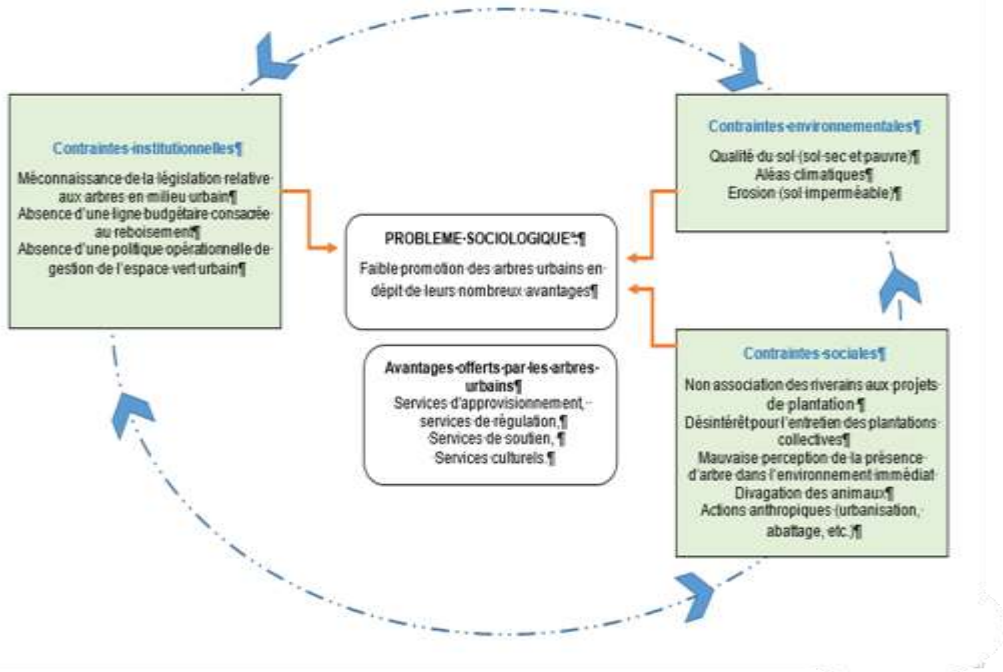 Contraintes·institutionnelles¶
Méconnaissance·de·la·législation·relative·
aux·arbres·en·milieu·urbain¶
Absence·d'une·ligne·budgétaire·consacrée·
au·reboisement¶
Absence·d'une·politique·opérationnelle·de·
gestion·de·l'espace·vert·urbain¶
PROBLEME·SOCIOLOGIQUE°:¶
Faible·promotion·des·arbres·urbains·en·
dépit·de·leurs·nombreux·avantages¶
Avantages·offerts·par·les·arbres·
urbains¶
Services·d'approvisionnement,··
services·de·régulation,¶
·Services·de·soutien,·¶
Services·culturels.¶
Contraintes·environnementales¶
Qualité·du·sol·(sol·sec·et·pauvre)¶
Aléas·climatiques¶
Erosion·(sol·imperméable)¶
Contraintes·sociales¶
Non·association·des·riverains·aux·projets·
de·plantation·¶
Désintérêt·pour·l'entretien·des·plantations·
collectives¶
Mauvaise·perception·de·la·présence·
d'arbre·dans·l'environnement·immédiat
Divagation·des·animaux¶
Actions·anthropiques·(urbanisation,·
abattage,·etc.)¶